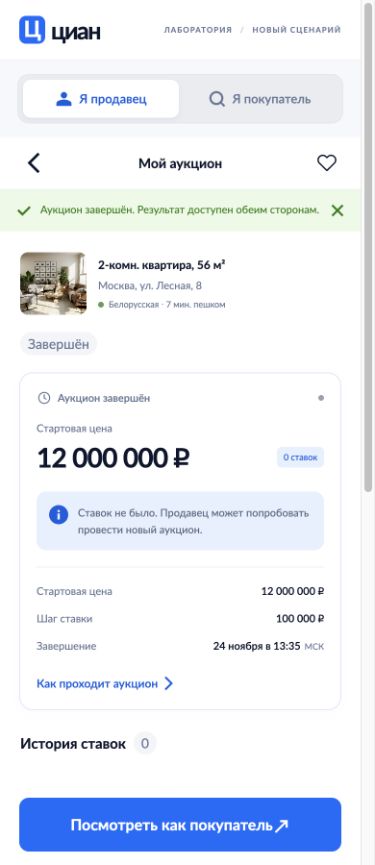 Ц циан
ЛАБОРАТОРИЯ / НОВЫЙ СЦЕНАРИЙ
Я продавец
Я покупатель
Мой аукцион
Аукцион завершён. Результат доступен обеим сторонам.
2-комн. квартира, 56 м²
Москва, ул. Лесная, 8
Белорусская · 7 мин. пешком
Завершён
Аукцион завершён
Стартовая цена
12 000 000 ₽
0 ставок
Ставок не было. Продавец может попробовать
провести новый аукцион.
Стартовая цена 12 000 000 ₽
Шаг ставки 100 000 ₽
Завершение 24 ноября в 13:35 МСК
Как проходит аукцион
История ставок 0
Посмотреть как покупатель↗